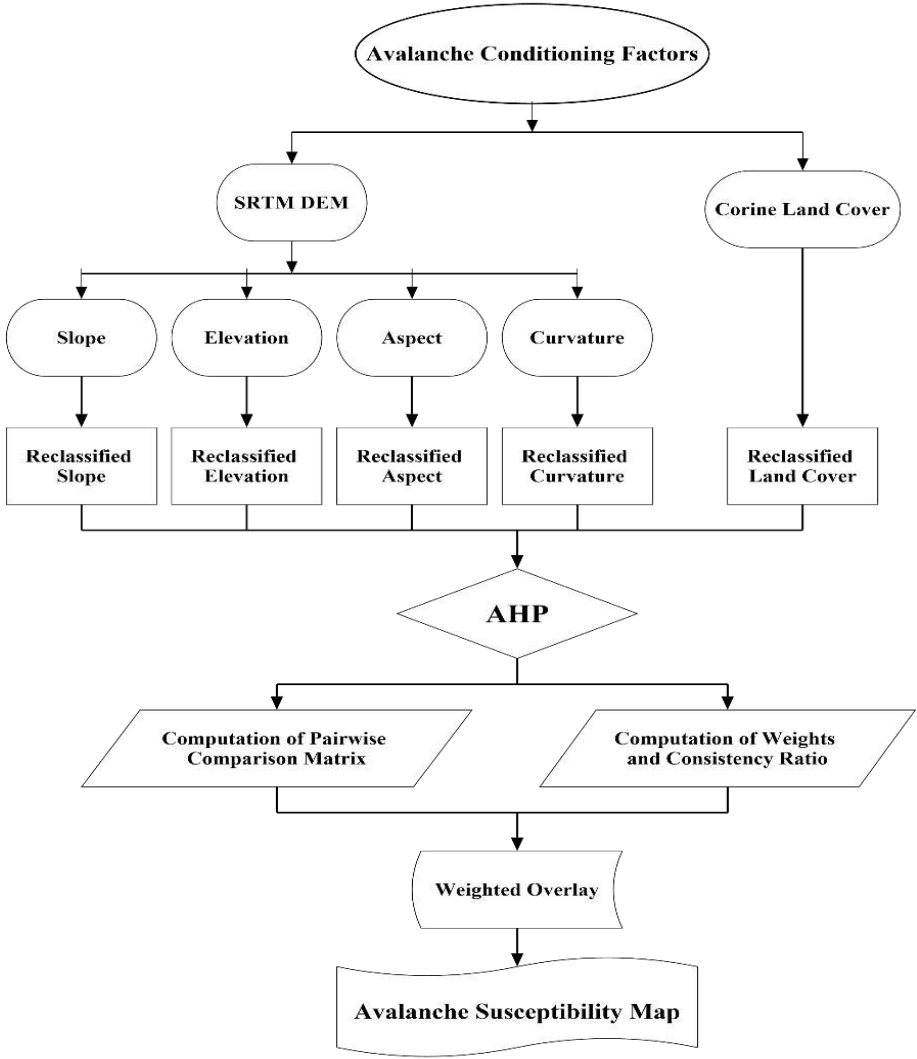 Avalanche Conditioning Factors
SRTM DEM
Corine Land Cover
Slope
Elevation
Aspect
Curvature
Reclassified
Slope
Reclassified
Elevation
Reclassified
Aspect
Reclassified
Curvature
Reclassified
Land Cover
AHP
Computation of Pairwise
Comparison Matrix
Computation of Weights
and Consistency Ratio
Weighted Overlay
Avalanche Susceptibility Map